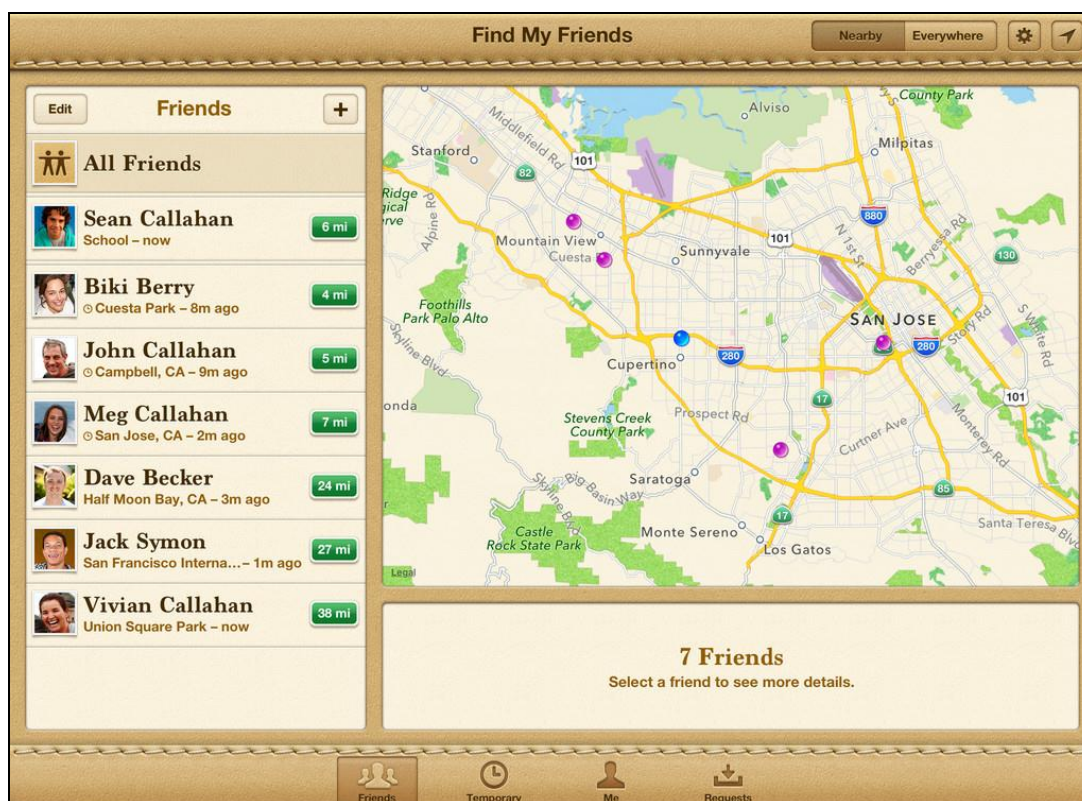 Find My Friends
Nearby
Everywhere
Edit
Friends
+
All Friends
Sean Callahan
School – now
6 mi
Biki Berry
Cuesta Park – 8m ago
4 mi
John Callahan
Campbell, CA – 9m ago
5 mi
Meg Callahan
San Jose, CA – 2m ago
7 mi
Dave Becker
Half Moon Bay, CA – 3m ago
24 mi
Jack Symon
San Francisco Interna... – 1m ago
27 mi
Vivian Callahan
Union Square Park – now
38 mi
County Park
Alviso
Middlefield Rd
Milpitas
Stanford
101
82
Ridge
Alpine Rd
880
N 1st St
Berryessa Rd
101
130
Mountain View
Cuesta
Sunnyvale
Foothills
Park Palo Alto
SAN JOSE
Story Rd
S White Rd
Skyline Blvd
280
280
Cupertino
101
onda
17
Prospect Rd
Stevens Creek
County Park
Curtner Ave
Monterey Rd
Saratoga
Big Basin Way
Skyline Blvd
85
17
Castle
Rock State Park
Monte Sereno
Santa Teresa Blvd
Los Gatos
Legal
7 Friends
Select a friend to see more details.
Friends
Temporary
Me
Requests